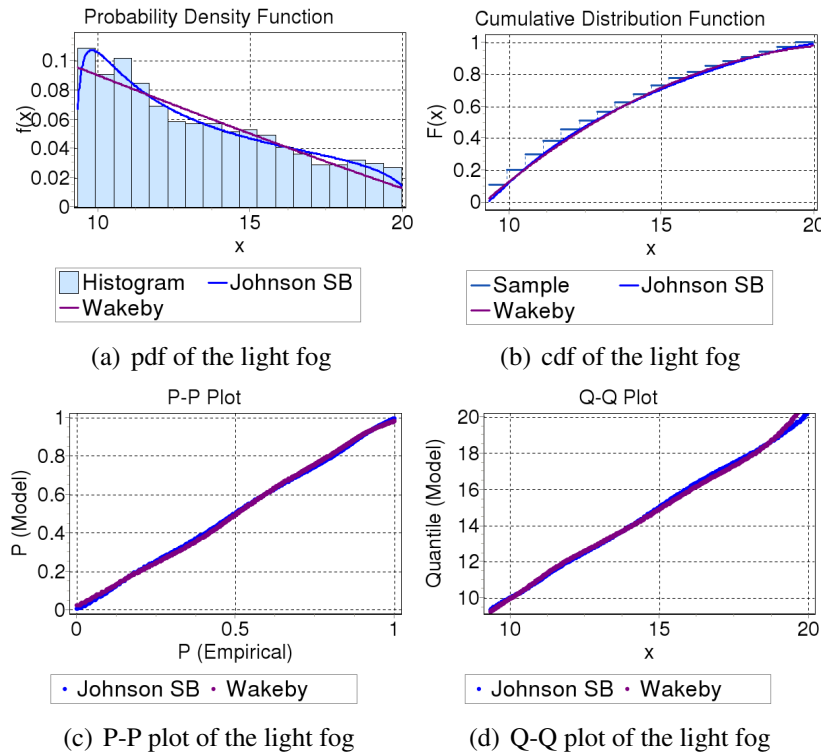 Probability Density Function
0.1
0.08
0.06
0.04
0.02
0
f(x)
10
15
20
x
Histogram
Johnson SB
Wakeby
(a) pdf of the light fog
Cumulative Distribution Function
1
0.8
0.6
0.4
0.2
0
F(x)
10
15
20
x
Sample
Johnson SB
Wakeby
(b) cdf of the light fog
P-P Plot
1
0.8
0.6
0.4
0.2
0
P (Model)
0
0.5
1
P (Empirical)
Johnson SB
Wakeby
(c) P-P plot of the light fog
Q-Q Plot
20
18
16
14
12
10
Quantile (Model)
10
15
20
x
Johnson SB
Wakeby
(d) Q-Q plot of the light fog